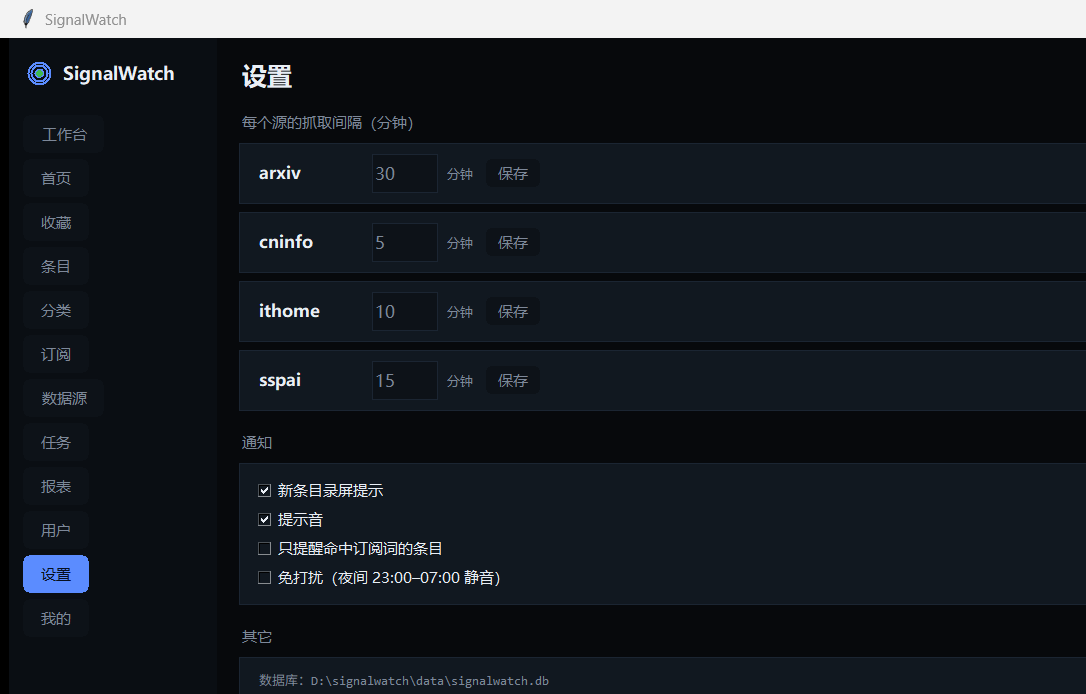 SignalWatch
SignalWatch
工作台
首页
收藏
条目
分类
订阅
数据源
任务
报表
用户
设置
我的
设置
每个源的抓取间隔（分钟）
arxiv 30 分钟 保存
cninfo 5 分钟 保存
ithome 10 分钟 保存
sspai 15 分钟 保存
通知
新条目录屏提示
提示音
只提醒命中订阅词的条目
免打扰（夜间 23:00–07:00 静音）
其它
数据库: D:\signalwatch\data\signalwatch.db